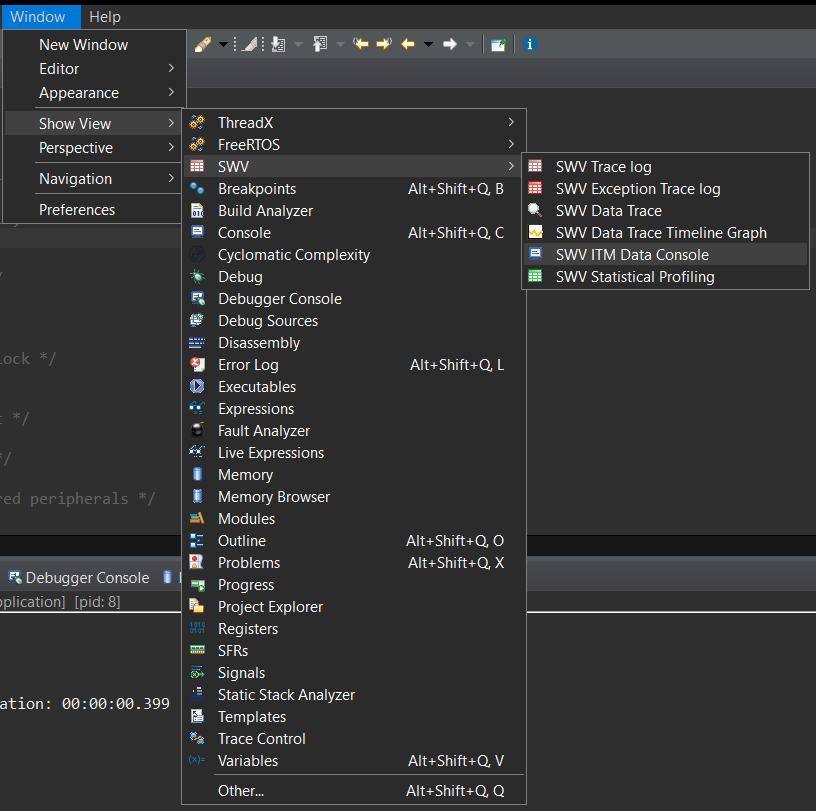 Window Help
New Window
Editor
Appearance
Show View
Perspective
Navigation
Preferences
ThreadX
FreeRTOS
SWV
Breakpoints Alt+Shift+Q, B
Build Analyzer
Console Alt+Shift+Q, C
Cyclomatic Complexity
Debug
Debugger Console
Debug Sources
Disassembly
Error Log Alt+Shift+Q, L
Executables
Expressions
Fault Analyzer
Live Expressions
Memory
Memory Browser
Modules
Outline Alt+Shift+Q, O
Problems Alt+Shift+Q, X
Progress
Project Explorer
Registers
SFRs
Signals
Static Stack Analyzer
Templates
Trace Control
Variables Alt+Shift+Q, V
Other... Alt+Shift+Q, Q
SWV Trace log
SWV Exception Trace log
SWV Data Trace
SWV Data Trace Timeline Graph
SWV ITM Data Console
SWV Statistical Profiling
lock */
*/
*/
red peripherals */
Debugger Console
pplication] [pid: 8]
ation: 00:00:00.399